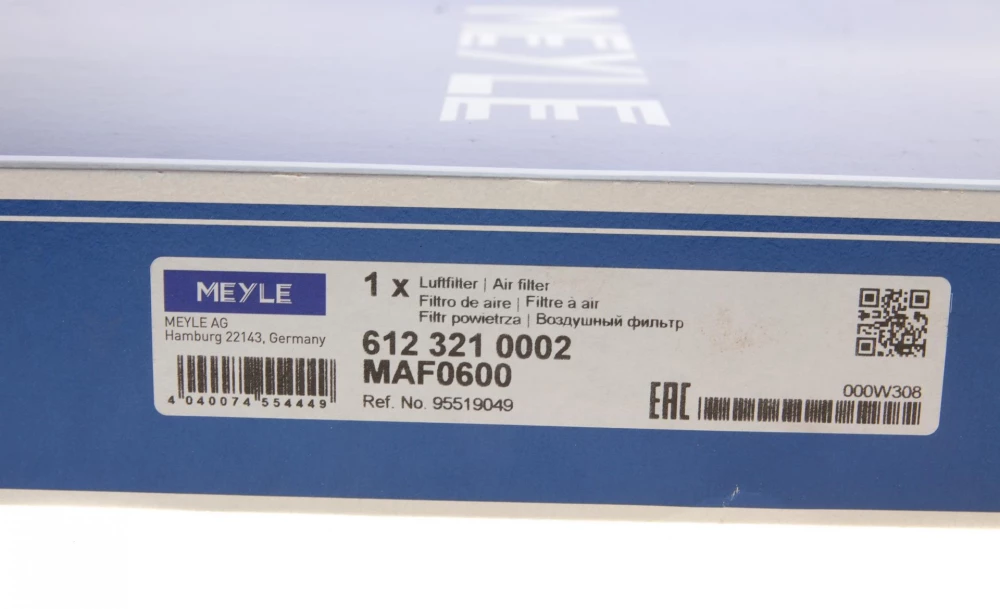 MEYLE
MEYLE
MEYLE AG
Hamburg 22143, Germany
4 040074 554449
1 x Luftfilter | Air filter
Filtro de aire | Filtre à air
Filtr powietrza | Воздушный фильтр
612 321 0002
MAF0600
Ref. No. 95519049
EAC
000W308